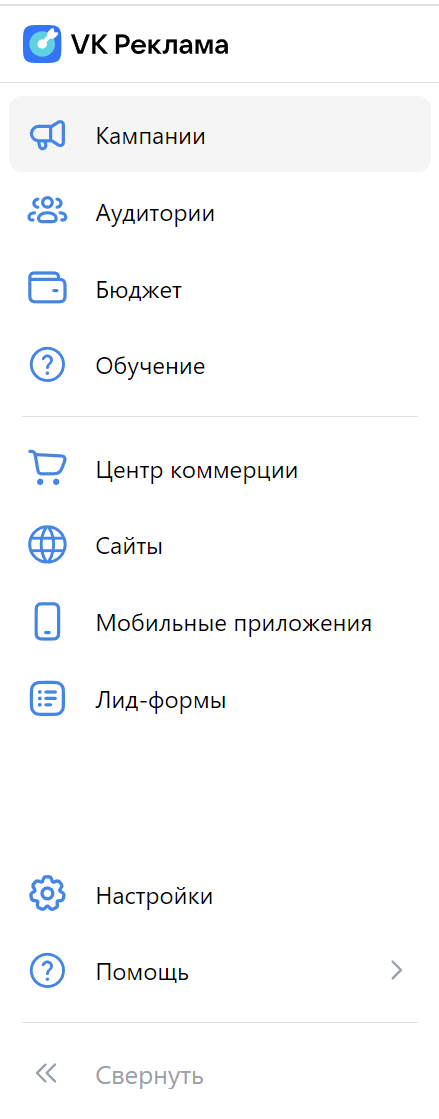 VK Реклама
Кампании
Аудитории
Бюджет
Обучение
Центр коммерции
Сайты
Мобильные приложения
Лид-формы
Настройки
Помощь
Свернуть